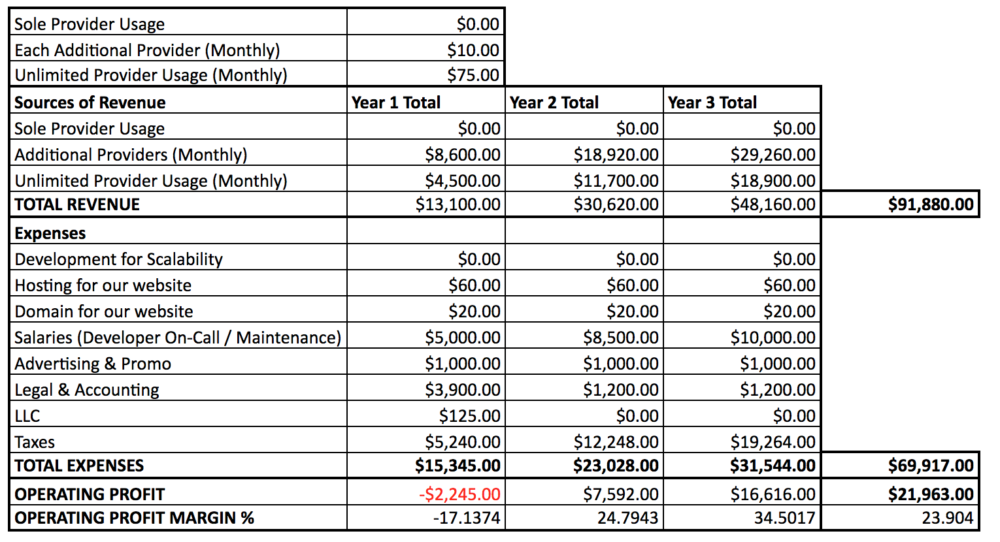 Sole Provider Usage $0.00
Each Additional Provider (Monthly) $10.00
Unlimited Provider Usage (Monthly) $75.00
Sources of Revenue Year 1 Total Year 2 Total Year 3 Total
Sole Provider Usage $0.00 $0.00 $0.00
Additional Providers (Monthly) $8,600.00 $18,920.00 $29,260.00
Unlimited Provider Usage (Monthly) $4,500.00 $11,700.00 $18,900.00
TOTAL REVENUE $13,100.00 $30,620.00 $48,160.00 $91,880.00
Expenses
Development for Scalability $0.00 $0.00 $0.00
Hosting for our website $60.00 $60.00 $60.00
Domain for our website $20.00 $20.00 $20.00
Salaries (Developer On-Call / Maintenance) $5,000.00 $8,500.00 $10,000.00
Advertising & Promo $1,000.00 $1,000.00 $1,000.00
Legal & Accounting $3,900.00 $1,200.00 $1,200.00
LLC $125.00 $0.00 $0.00
Taxes $5,240.00 $12,248.00 $19,264.00
TOTAL EXPENSES $15,345.00 $23,028.00 $31,544.00 $69,917.00
OPERATING PROFIT -$2,245.00 $7,592.00 $16,616.00 $21,963.00
OPERATING PROFIT MARGIN % -17.1374 24.7943 34.5017 23.904